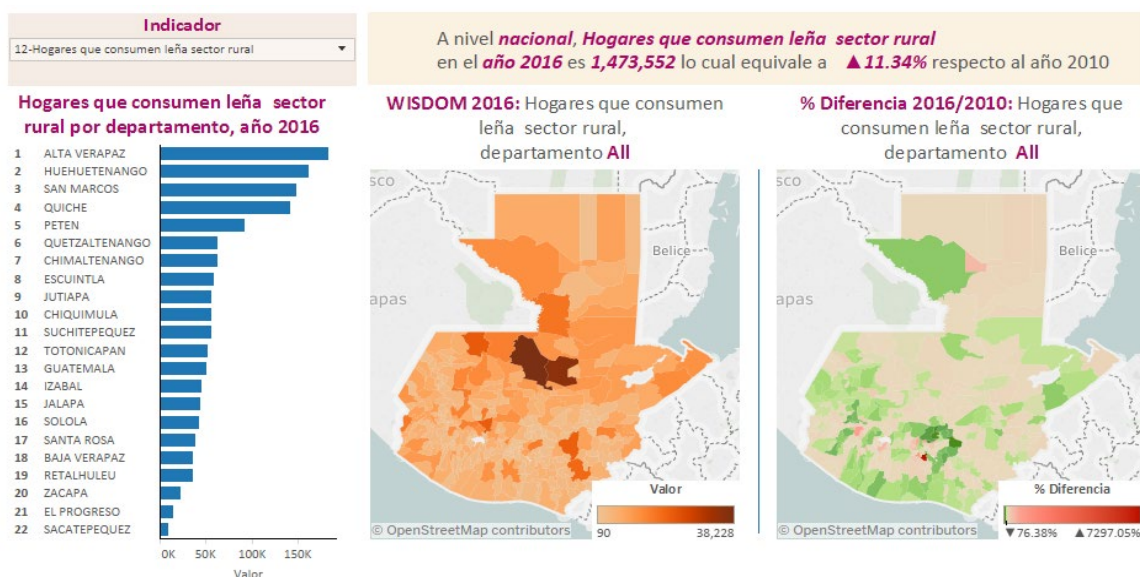 Indicador
12-Hogares que consumen leña sector rural
A nivel nacional, Hogares que consumen leña sector rural
en el año 2016 es 1,473,552 lo cual equivale a ▲11.34% respecto al año 2010
Hogares que consumen leña sector
rural por departamento, año 2016
1 ALTA VERAPAZ
2 HUEHUETENANGO
3 SAN MARCOS
4 QUICHE
5 PETEN
6 QUETZALTENANGO
7 CHIMALTENANGO
8 ESCUINTLA
9 JUTIAPA
10 CHIQUIMULA
11 SUCHITEPEQUEZ
12 TOTONICAPAN
13 GUATEMALA
14 IZABAL
15 JALAPA
16 SOLOLA
17 SANTA ROSA
18 BAJA VERAPAZ
19 RETALHULEU
20 ZACAPA
21 EL PROGRESO
22 SACATEPEQUEZ
0K 50K 100K 150K
Valor
WISDOM 2016: Hogares que consumen
leña sector rural,
departamento All
sco
Belice
apas
Valor
90 38,228
© OpenStreetMap contributors
% Diferencia 2016/2010: Hogares que
consumen leña sector rural,
departamento All
sco
Belice
apas
% Diferencia
▼76.38% ▲7297.05%
© OpenStreetMap contributors